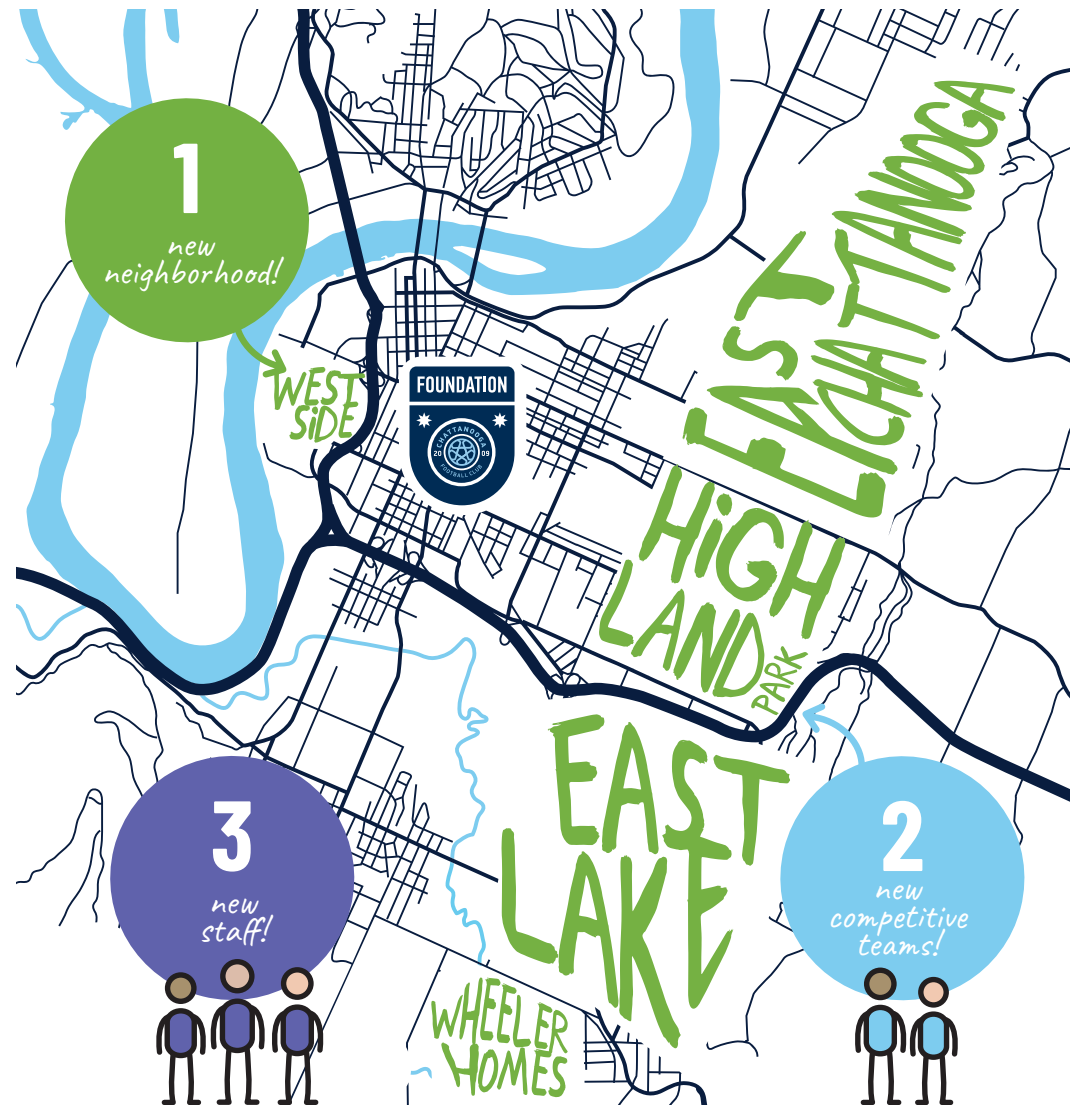 1
new
neighborhood!
EAST
CHATTANOOGA
WEST
SiDE
FOUNDATION
CHATTANOOGA
20 09
FOOTBALL CLUB
HiGH
LAND
PARK
EAST
LAKE
3
new
staff!
2
new
competitive
teams!
WHEELER
HOMES